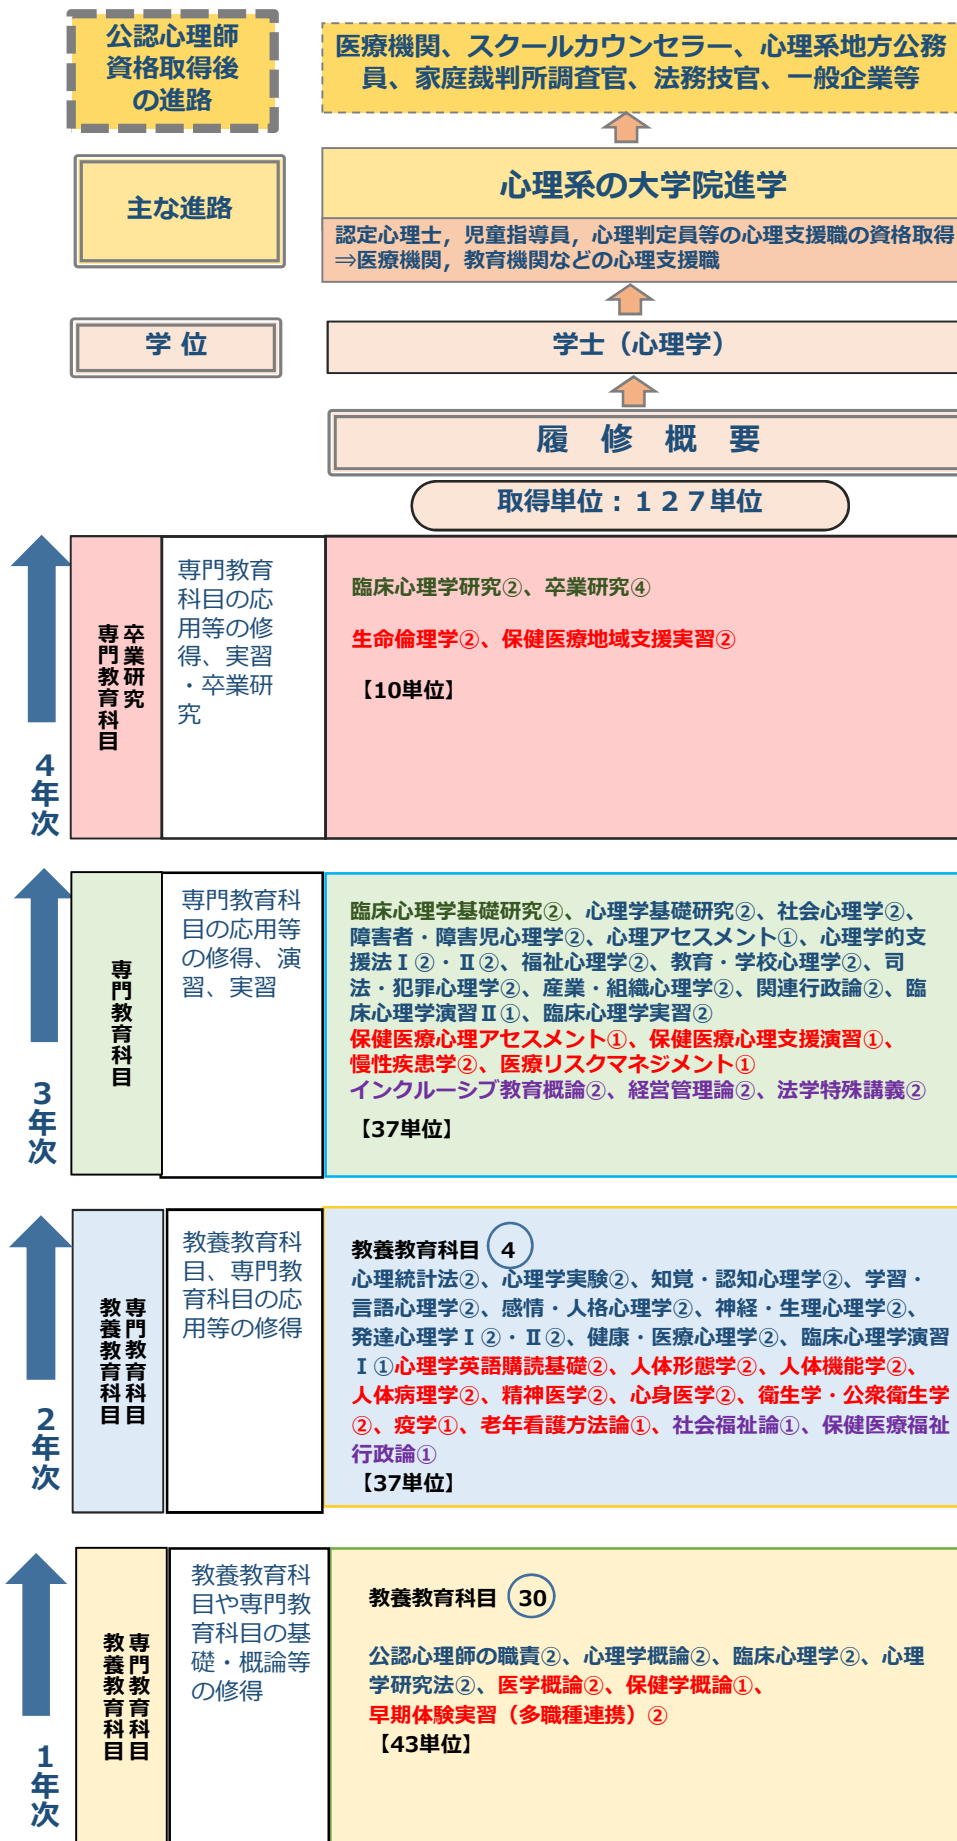 公認心理師
資格取得後
の進路
医療機関、スクールカウンセラー、心理系地方公務
員、家庭裁判所調査官、法務技官、一般企業等
主な進路
心理系の大学院進学
認定心理士，児童指導員，心理判定員等の心理支援職の資格取得
⇒医療機関，教育機関などの心理支援職
学 位
学士（心理学）
履 修 概 要
取得単位：１２７単位
4年次
卒業研究
専門教育科目
専門教育
科目の応
用等の修
得、実習
・卒業研
究
臨床心理学研究②、卒業研究④
生命倫理学②、保健医療地域支援実習②
【10単位】
3年次
専門教育科目
専門教育科
目の応用等
の修得、演
習、実習
臨床心理学基礎研究②、心理学基礎研究②、社会心理学②、
障害者・障害児心理学②、心理アセスメント①、心理学的支
援法Ⅰ②・Ⅱ②、福祉心理学②、教育・学校心理学②、司
法・犯罪心理学②、産業・組織心理学②、関連行政論②、臨
床心理学演習Ⅱ①、臨床心理学実習②
保健医療心理アセスメント①、保健医療心理支援演習①、
慢性疾患学②、医療リスクマネジメント①
インクルーシブ教育概論②、経営管理論②、法学特殊講義②
【37単位】
2年次
専門教育科目
教養教育科目
教養教育科
目、専門教
育科目の応
用等の修得
教養教育科目 4
心理統計法②、心理学実験②、知覚・認知心理学②、学習・
言語心理学②、感情・人格心理学②、神経・生理心理学②、
発達心理学Ⅰ②・Ⅱ②、健康・医療心理学②、臨床心理学演習
Ⅰ①心理学英語購読基礎②、人体形態学②、人体機能学②、
人体病理学②、精神医学②、心身医学②、衛生学・公衆衛生学
②、疫学①、老年看護方法論①、社会福祉論①、保健医療福祉
行政論①
【37単位】
1年次
専門教育科目
教養教育科目
教養教育科
目や専門教
育科目の基
礎・概論等
の修得
教養教育科目 30
公認心理師の職責②、心理学概論②、臨床心理学②、心理
学研究法②、医学概論②、保健学概論①、
早期体験実習（多職種連携）②
【43単位】